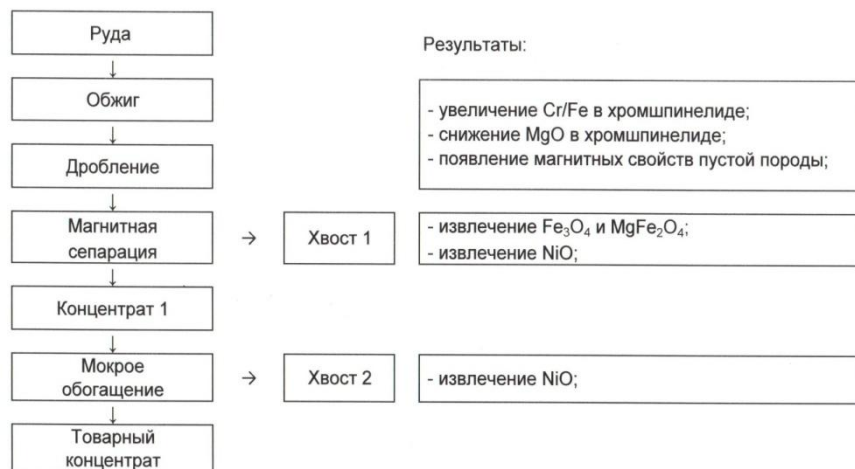 Руда
Результаты:
↓
Обжиг
- увеличение Cr/Fe в хромшпинелиде;
- снижение MgO в хромшпинелиде;
- появление магнитных свойств пустой породы;
↓
Дробление
↓
Магнитная
сепарация
→
Хвост 1
- извлечение Fe₃O₄ и MgFe₂O₄;
- извлечение NiO;
↓
Концентрат 1
↓
Мокрое
обогащение
→
Хвост 2
- извлечение NiO;
↓
Товарный
концентрат